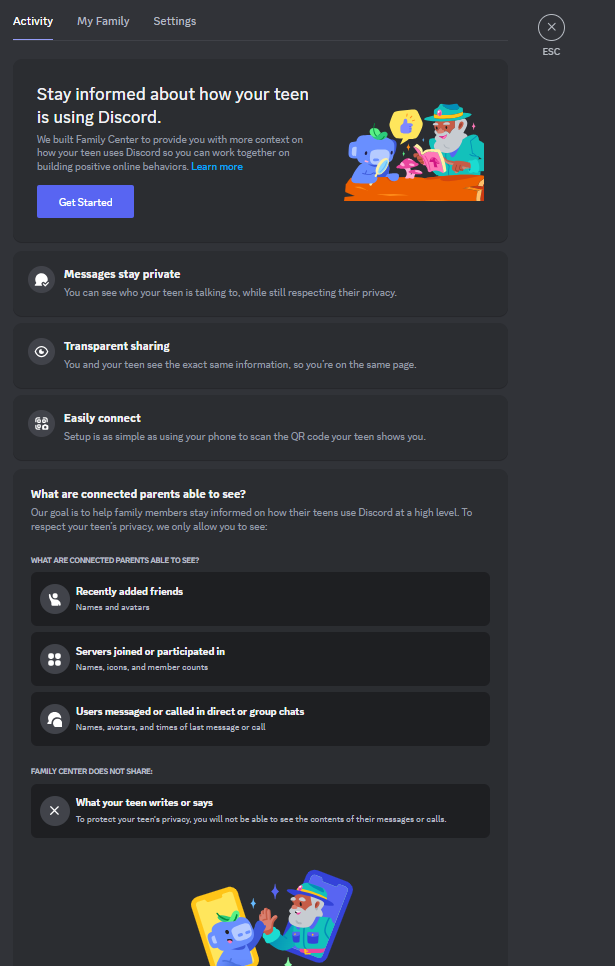 Activity My Family Settings
ESC
Stay informed about how your teen
is using Discord.
We built Family Center to provide you with more context on
how your teen uses Discord so you can work together on
building positive online behaviors. Learn more
Get Started
Messages stay private
You can see who your teen is talking to, while still respecting their privacy.
Transparent sharing
You and your teen see the exact same information, so you're on the same page.
Easily connect
Setup is as simple as using your phone to scan the QR code your teen shows you.
What are connected parents able to see?
Our goal is to help family members stay informed on how their teens use Discord at a high level. To
respect your teen's privacy, we only allow you to see:
WHAT ARE CONNECTED PARENTS ABLE TO SEE?
Recently added friends
Names and avatars
Servers joined or participated in
Names, icons, and member counts
Users messaged or called in direct or group chats
Names, avatars, and times of last message or call
FAMILY CENTER DOES NOT SHARE:
What your teen writes or says
To protect your teen's privacy, you will not be able to see the contents of their messages or calls.